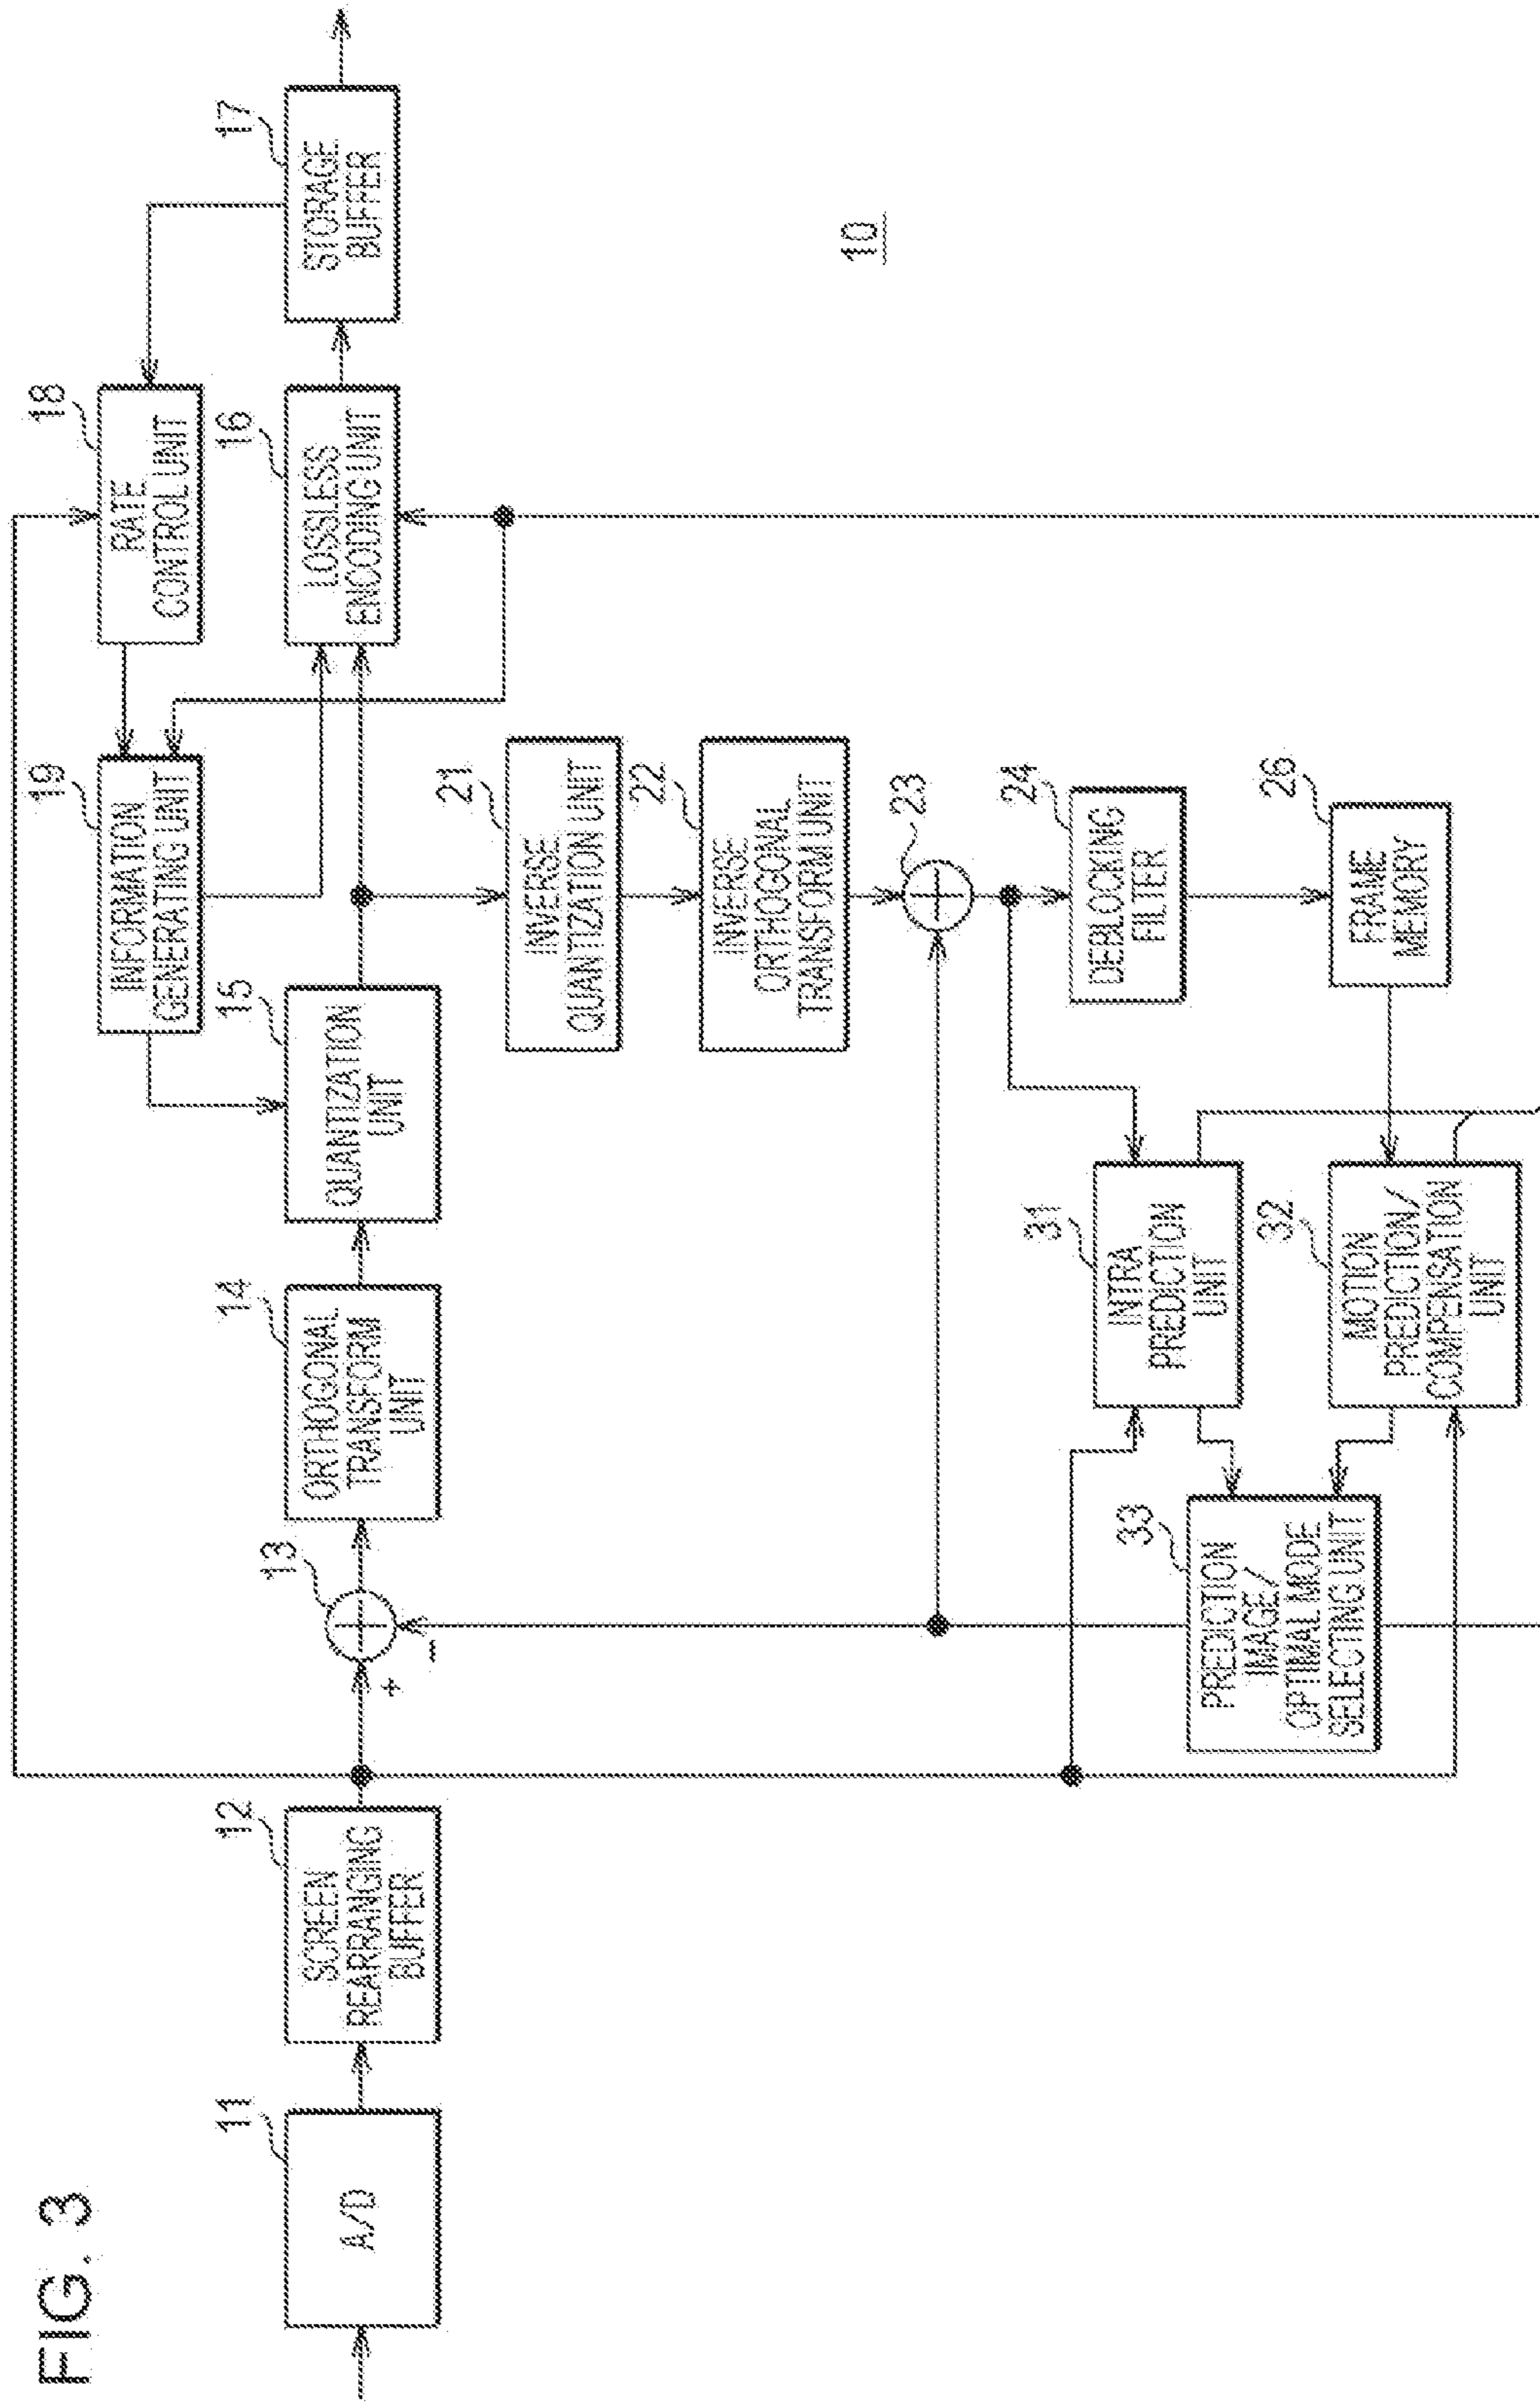 FIG. 3
10
11
A/D
12
SCREEN
REARRANGING
BUFFER
13
+
−
14
ORTHOGONAL
TRANSFORM
UNIT
15
QUANTIZATION
UNIT
19
INFORMATION
GENERATING UNIT
18
RATE
CONTROL UNIT
16
LOSSLESS
ENCODING UNIT
17
STORAGE
BUFFER
21
INVERSE
QUANTIZATION UNIT
22
INVERSE
ORTHOGONAL
TRANSFORM UNIT
23
24
DEBLOCKING
FILTER
26
FRAME
MEMORY
31
INTRA
PREDICTION
UNIT
32
MOTION
PREDICTION/
COMPENSATION
UNIT
33
PREDICTION
IMAGE/
OPTIMAL MODE
SELECTING UNIT